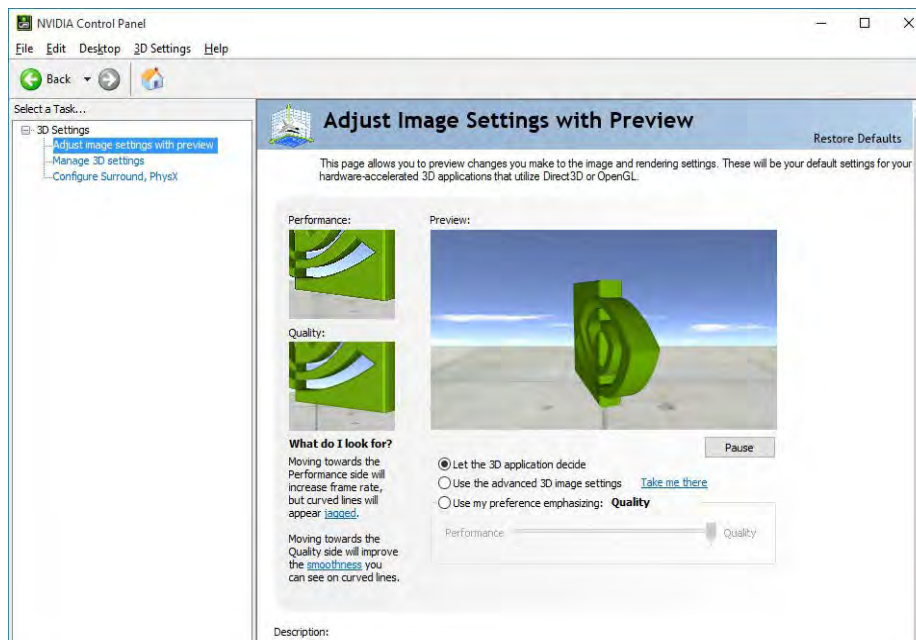 NVIDIA Control Panel
File Edit Desktop 3D Settings Help
Back
Select a Task...
3D Settings
Adjust image settings with preview
Manage 3D settings
Configure Surround, PhysX
Adjust Image Settings with Preview
Restore Defaults
This page allows you to preview changes you make to the image and rendering settings. These will be your default settings for your
hardware-accelerated 3D applications that utilize Direct3D or OpenGL.
Performance:
Quality:
What do I look for?
Moving towards the
Performance side will
increase frame rate,
but curved lines will
appear jagged.
Moving towards the
Quality side will improve
the smoothness you
can see on curved lines.
Preview:
Pause
Let the 3D application decide
Use the advanced 3D image settings Take me there
Use my preference emphasizing: Quality
Performance Quality
Description: